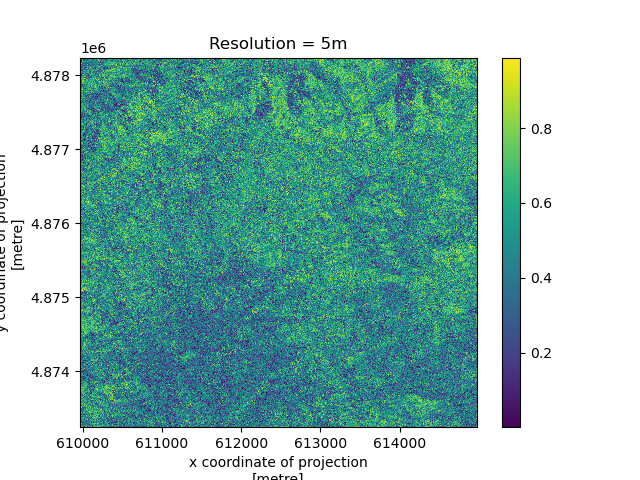 Resolution = 5m
1e6
4.878
4.877
4.876
4.875
4.874
0.8
0.6
0.4
0.2
y coordinate of projection
[metre]
610000 611000 612000 613000 614000
x coordinate of projection
[metre]